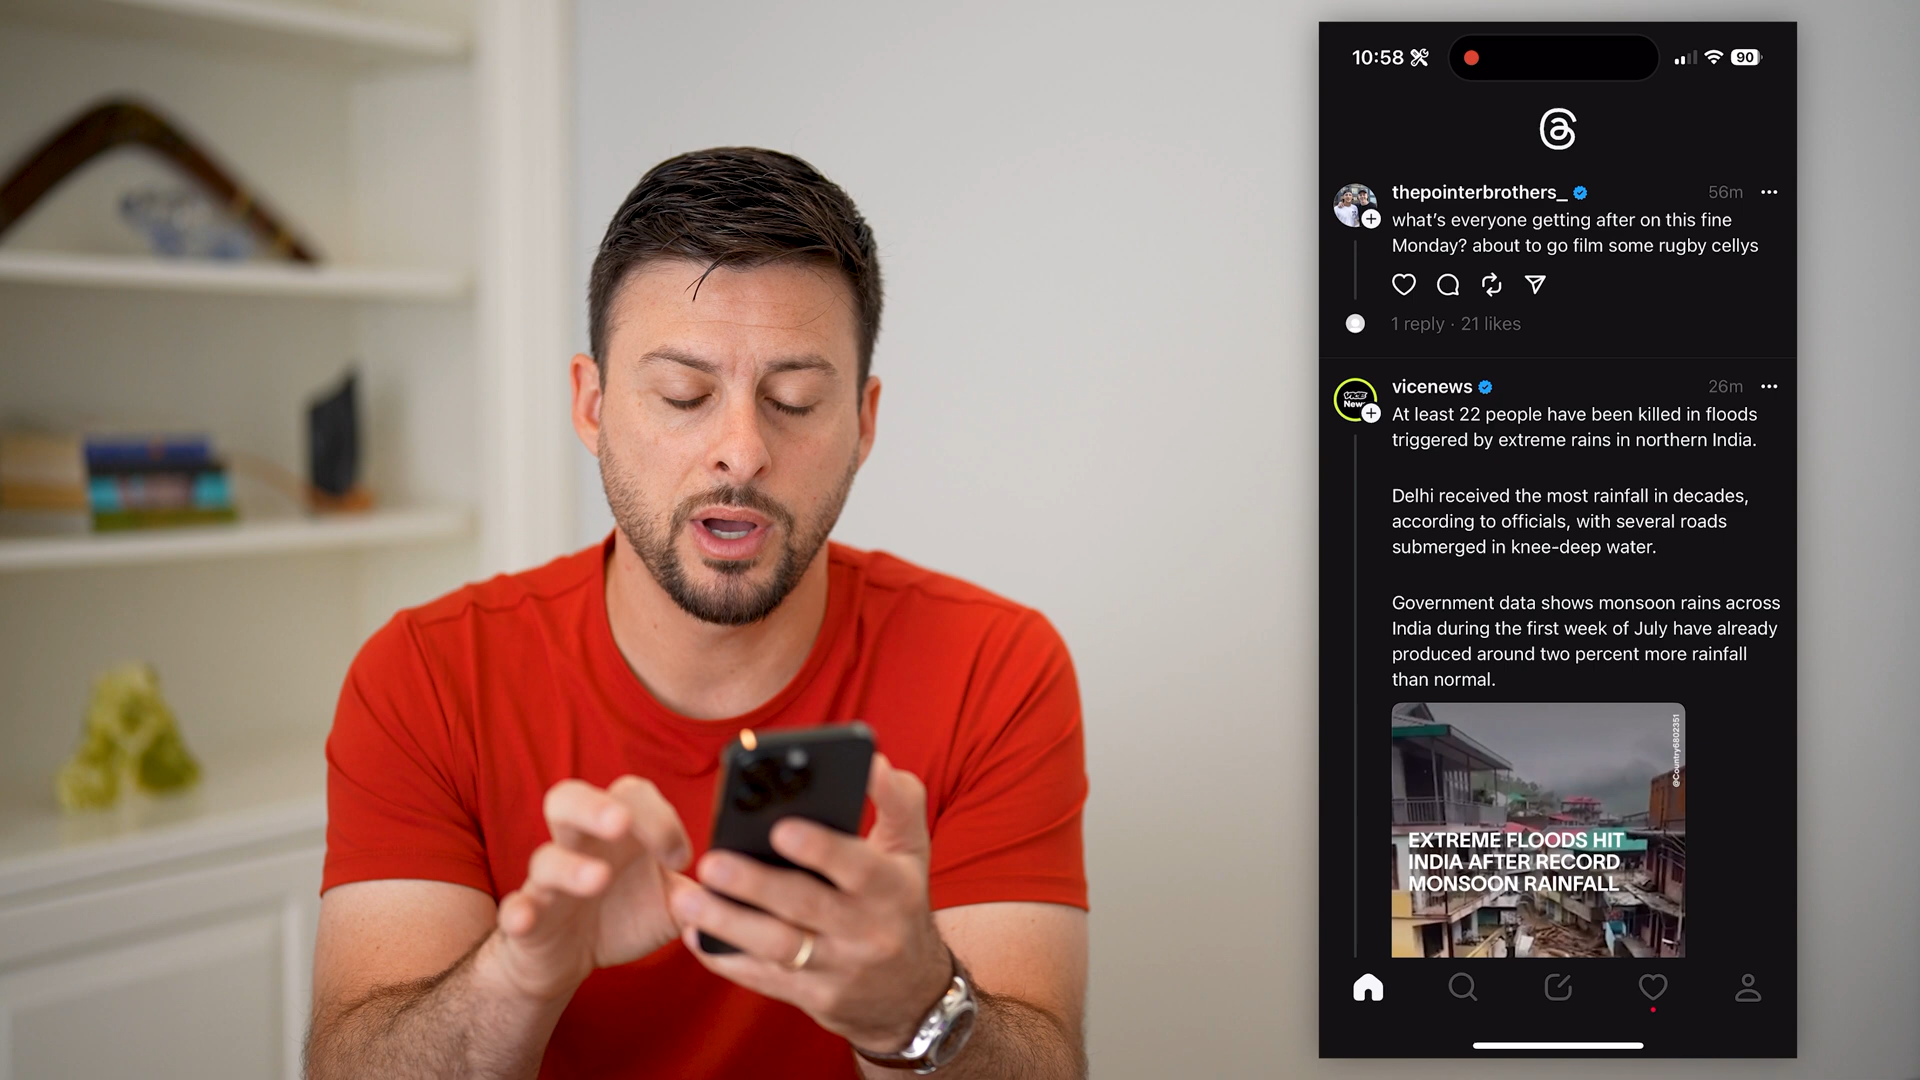 10:58
90
thepointerbrothers_
56m
what's everyone getting after on this fine
Monday? about to go film some rugby cellys
1 reply · 21 likes
vicenews
26m
VICE
News
At least 22 people have been killed in floods
triggered by extreme rains in northern India.
Delhi received the most rainfall in decades,
according to officials, with several roads
submerged in knee-deep water.
Government data shows monsoon rains across
India during the first week of July have already
produced around two percent more rainfall
than normal.
@Country6802351
EXTREME FLOODS HIT
INDIA AFTER RECORD
MONSOON RAINFALL